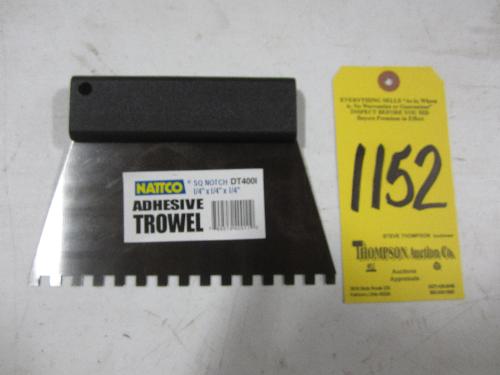 NATTCO® SQ NOTCH DT400I
1/4" x 1/4" x 1/4"
ADHESIVE
TROWEL
EVERYTHING SELLS "As is, Where
is, No Warranties or Guarantees"
INSPECT BEFORE YOU BID
Buyers Premium in Effect
1152
STEVE THOMPSON
THOMPSON Auction Co.
LLC
Auctions
Appraisals